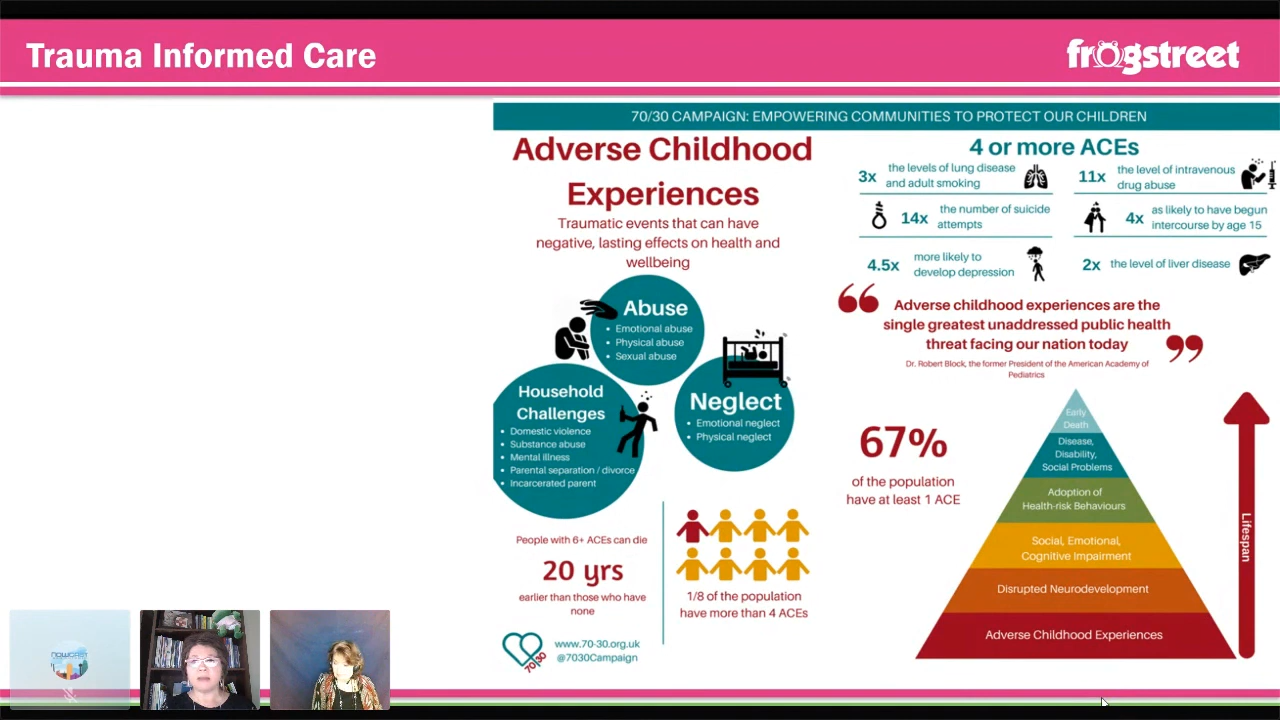 Trauma Informed Care
frogstreet
70/30 CAMPAIGN: EMPOWERING COMMUNITIES TO PROTECT OUR CHILDREN
Adverse Childhood
Experiences
Traumatic events that can have
negative, lasting effects on health and
wellbeing
Abuse
• Emotional abuse
• Physical abuse
• Sexual abuse
Household
Challenges
• Domestic violence
• Substance abuse
• Mental illness
• Parental separation / divorce
• Incarcerated parent
Neglect
• Emotional neglect
• Physical neglect
People with 6+ ACEs can die
20 yrs
earlier than those who have
none
1/8 of the population
have more than 4 ACEs
70/30
www.70-30.org.uk
@7030Campaign
4 or more ACEs
3x the levels of lung disease
and adult smoking
11x the level of intravenous
drug abuse
14x the number of suicide
attempts
4x as likely to have begun
intercourse by age 15
4.5x more likely to
develop depression
2x the level of liver disease
❝ Adverse childhood experiences are the
single greatest unaddressed public health
threat facing our nation today ❞
Dr. Robert Block, the former President of the American Academy of
Pediatrics
67%
of the population
have at least 1 ACE
Early
Death
Disease,
Disability,
Social Problems
Adoption of
Health-risk Behaviours
Social, Emotional,
Cognitive Impairment
Disrupted Neurodevelopment
Adverse Childhood Experiences
Lifespan